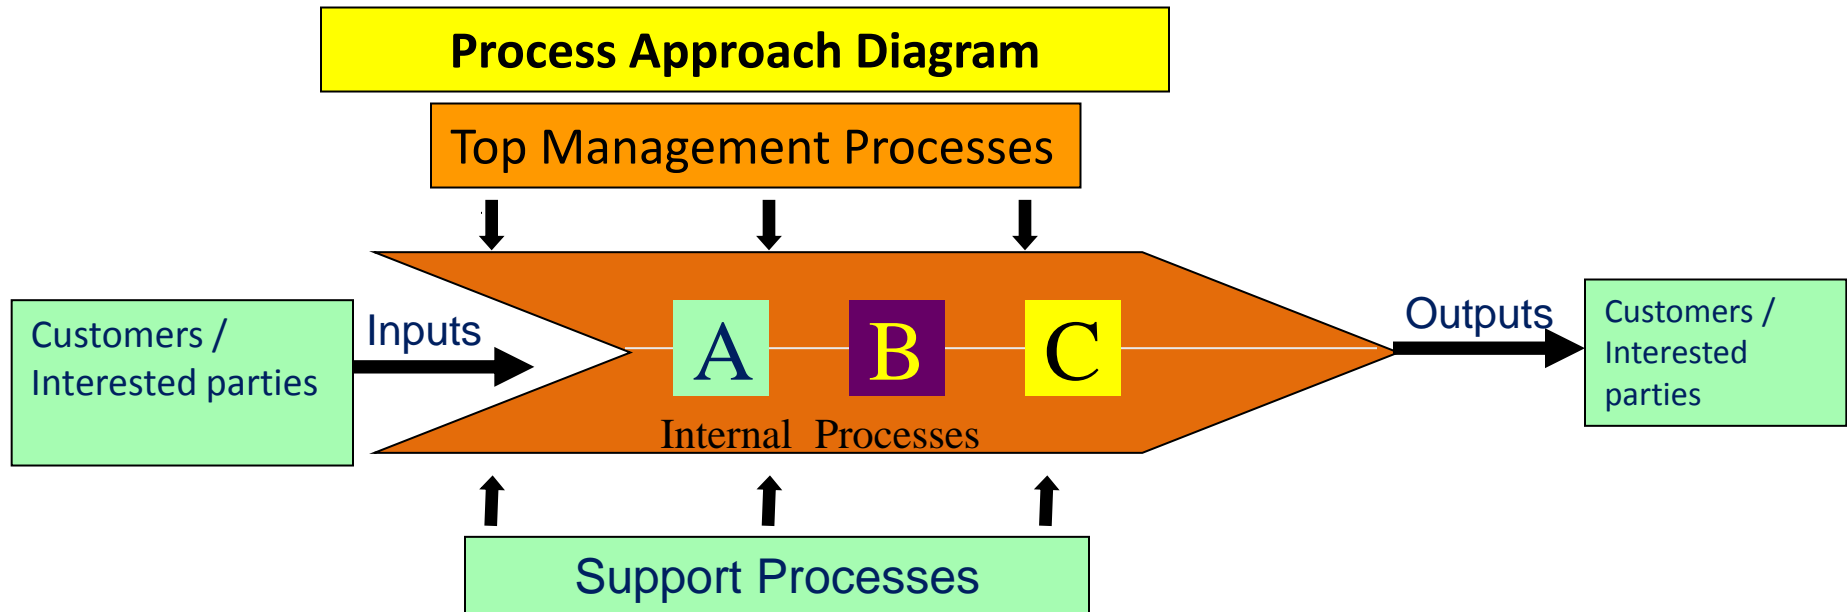 Process Approach Diagram
Top Management Processes
Customers /
Interested parties
Inputs
A
B
C
Internal Processes
Outputs
Customers /
Interested
parties
Support Processes